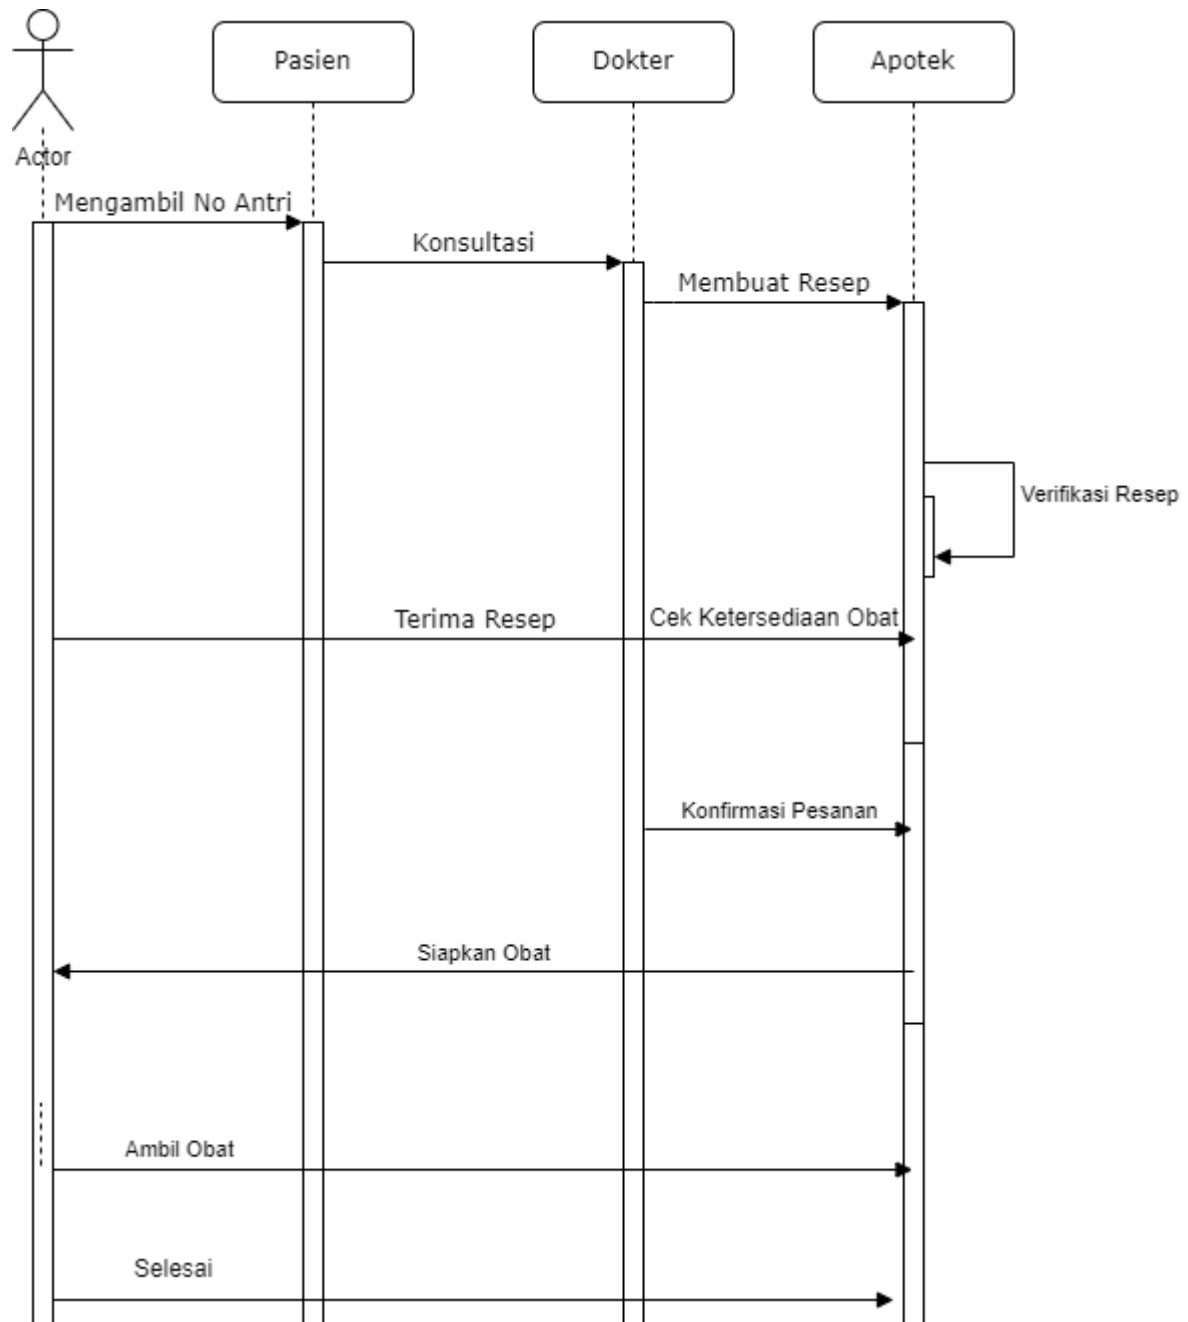 Pasien
Dokter
Apotek
Actor
Mengambil No Antri
Konsultasi
Membuat Resep
Verifikasi Resep
Terima Resep
Cek Ketersediaan Obat
Konfirmasi Pesanan
Siapkan Obat
Ambil Obat
Selesai